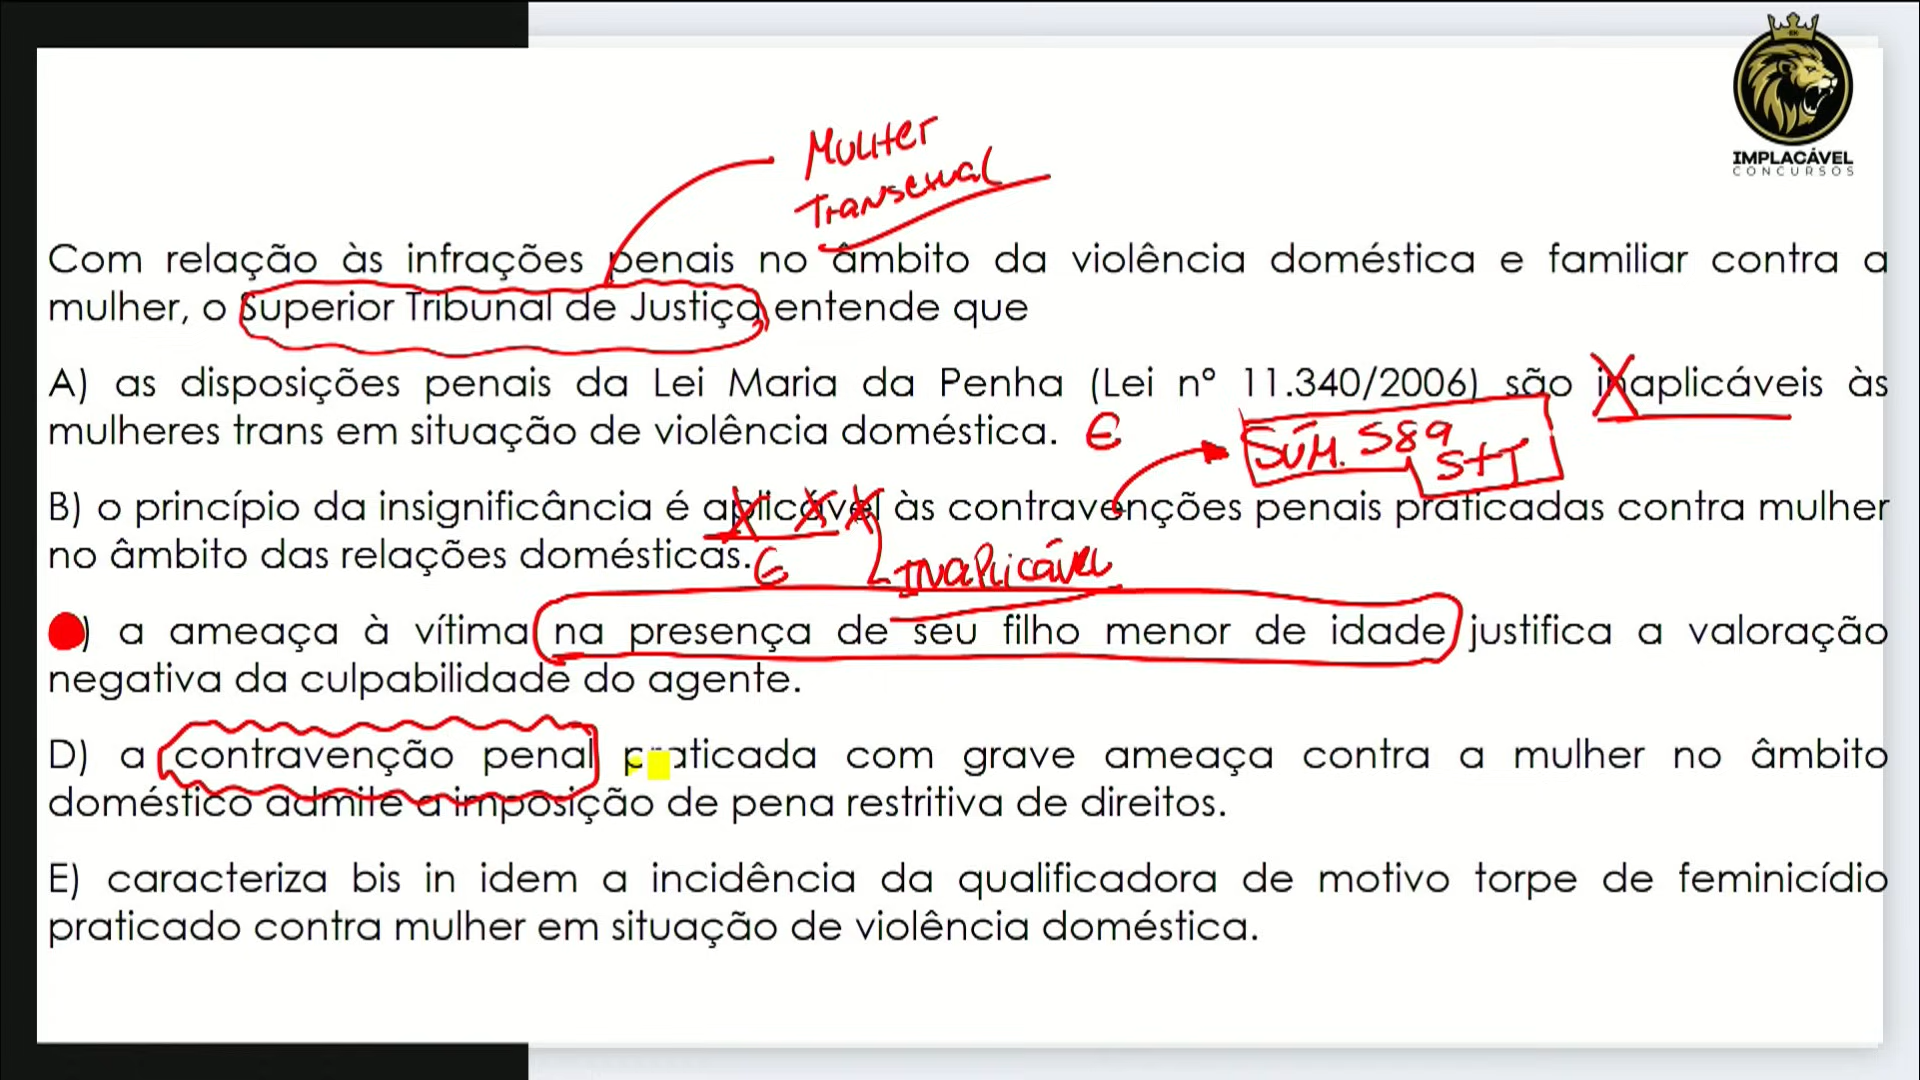 IMPLACÁVEL
CONCURSOS
MULHER
TRANSEXUAL
Com relação às infrações penais no âmbito da violência doméstica e familiar contra a
mulher, o Superior Tribunal de Justiça entende que
A) as disposições penais da Lei Maria da Penha (Lei nº 11.340/2006) são inaplicáveis às
mulheres trans em situação de violência doméstica. E
SÚM. 589
STJ
B) o princípio da insignificância é aplicável às contravenções penais praticadas contra mulher
no âmbito das relações domésticas. E
INAPLICÁVEL
) a ameaça à vítima na presença de seu filho menor de idade justifica a valoração
negativa da culpabilidade do agente.
D) a contravenção penal praticada com grave ameaça contra a mulher no âmbito
doméstico admite a imposição de pena restritiva de direitos.
E) caracteriza bis in idem a incidência da qualificadora de motivo torpe de feminicídio
praticado contra mulher em situação de violência doméstica.